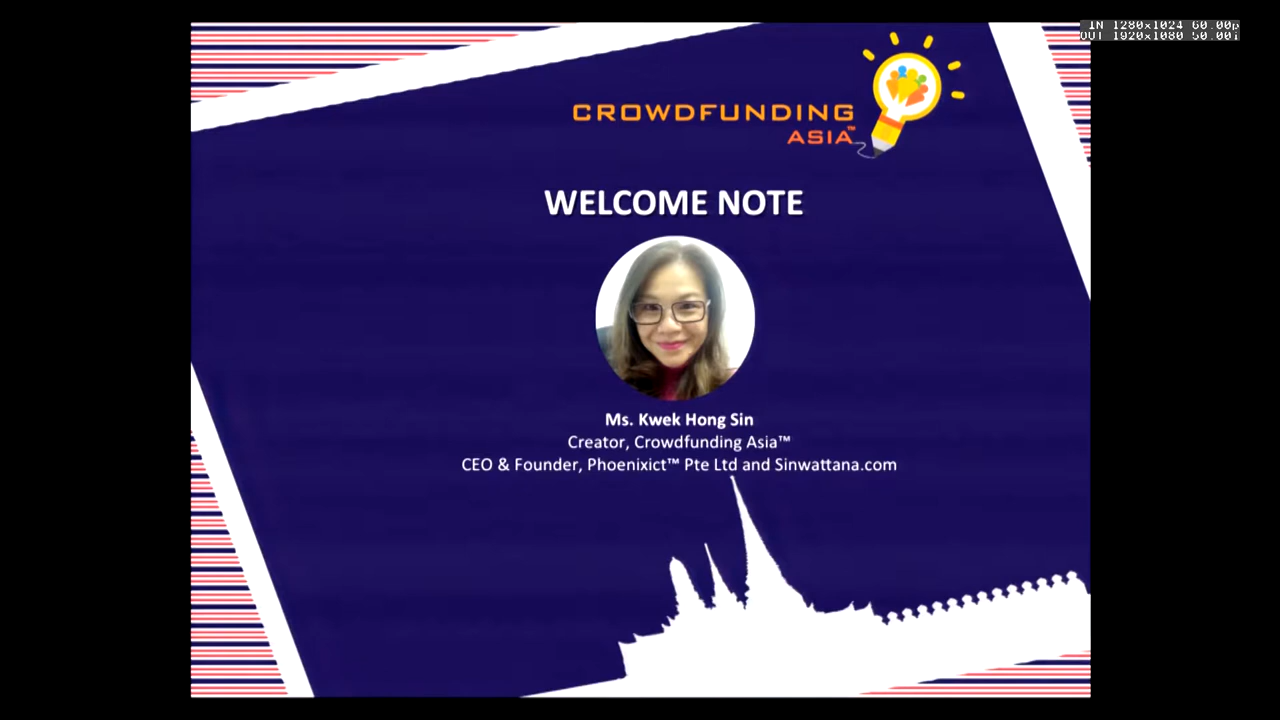 IN 1280x1024 60.00p
OUT 1920x1080 50.00i
CROWDFUNDING
ASIA™
WELCOME NOTE
Ms. Kwek Hong Sin
Creator, Crowdfunding Asia™
CEO & Founder, Phoenixict™ Pte Ltd and Sinwattana.com